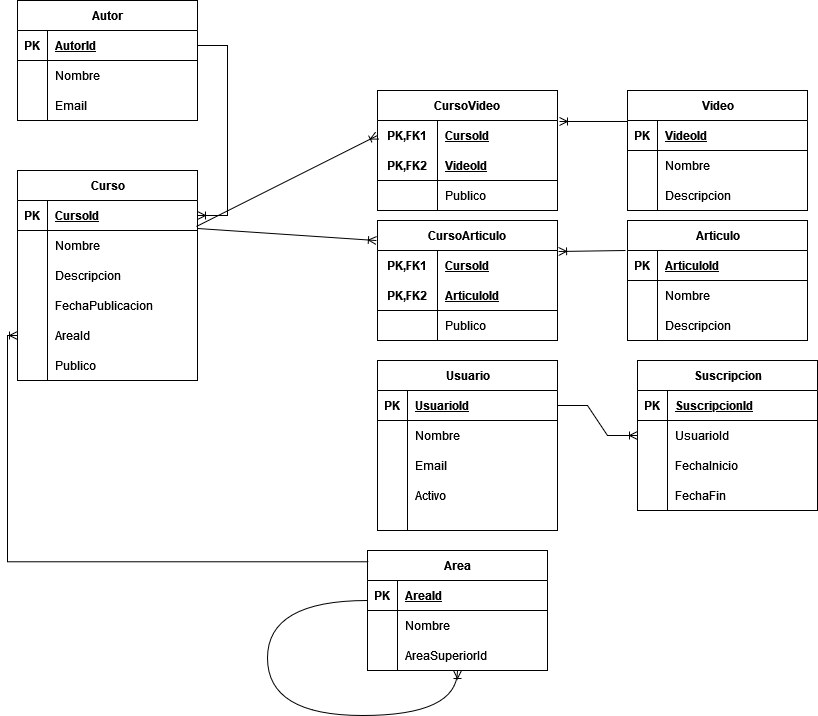 Autor
PK AutorId
Nombre
Email
Curso
PK CursoId
Nombre
Descripcion
FechaPublicacion
AreaId
Publico
CursoVideo
PK,FK1 CursoId
PK,FK2 VideoId
Publico
Video
PK VideoId
Nombre
Descripcion
CursoArticulo
PK,FK1 CursoId
PK,FK2 ArticuloId
Publico
Articulo
PK ArticuloId
Nombre
Descripcion
Usuario
PK UsuarioId
Nombre
Email
Activo
Suscripcion
PK SuscripcionId
UsuarioId
FechaInicio
FechaFin
Area
PK AreaId
Nombre
AreaSuperiorId